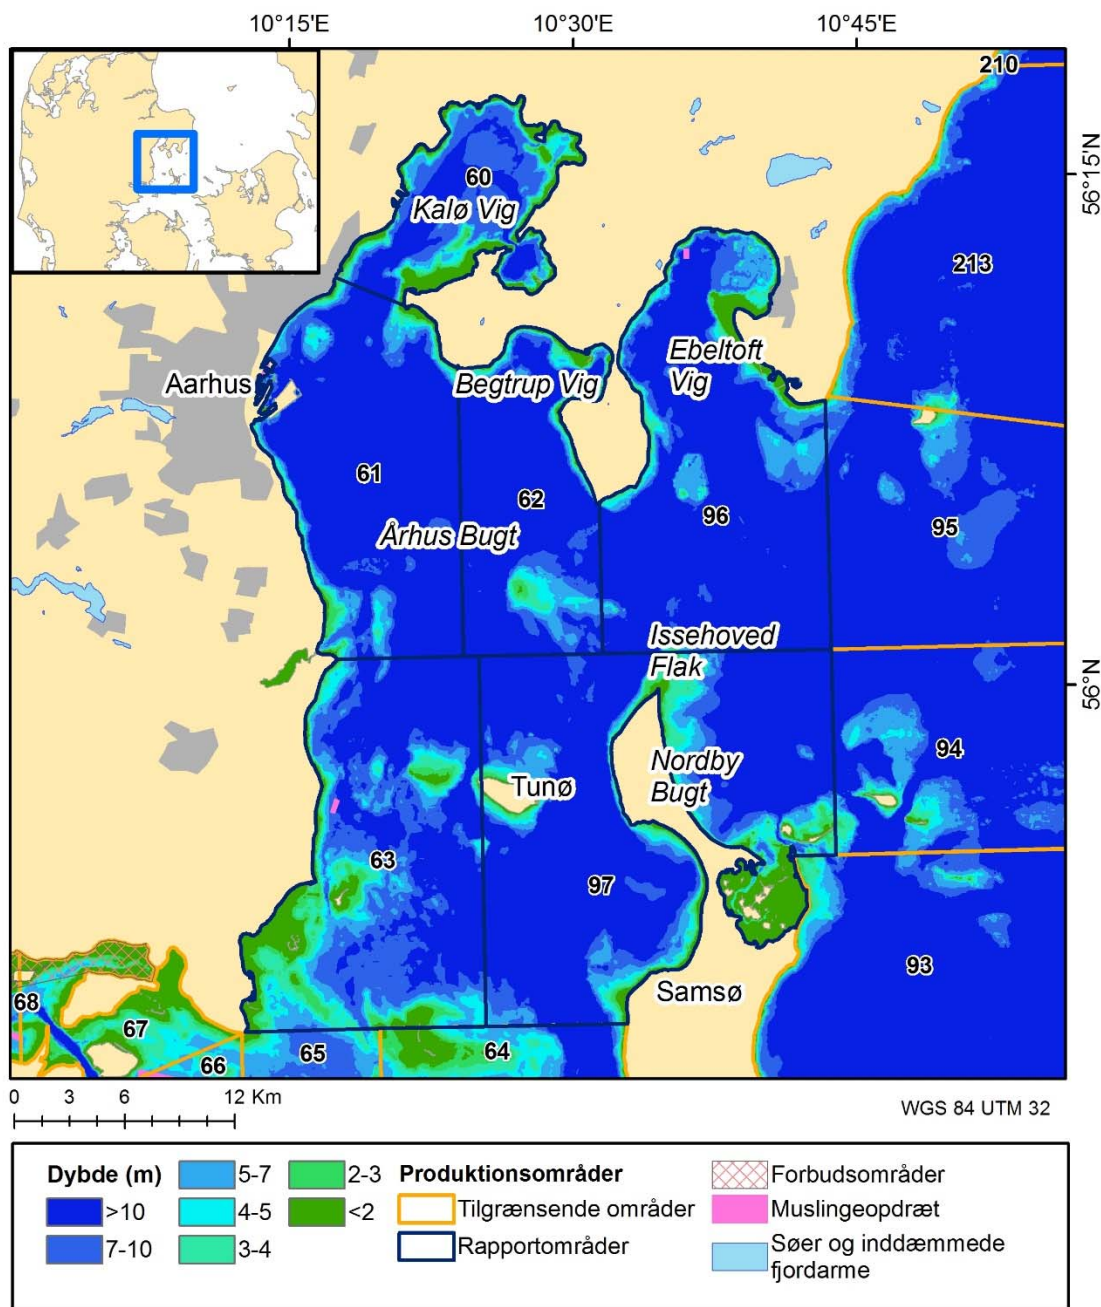 10°15'E
10°30'E
10°45'E
210
56°15'N
60
Kalø Vig
213
Ebeltoft
Vig
Aarhus
Begtrup Vig
61
62
96
95
Århus Bugt
Issehoved
Flak
56°N
94
Nordby
Bugt
Tunø
63
97
93
Samsø
68
67
66
65
64
0 3 6 12 Km
WGS 84 UTM 32
Dybde (m)
>10
7-10
5-7
4-5
3-4
2-3
<2
Produktionsområder
Tilgrænsende områder
Rapportområder
Forbudsområder
Muslingeopdræt
Søer og inddæmmede
fjordarme